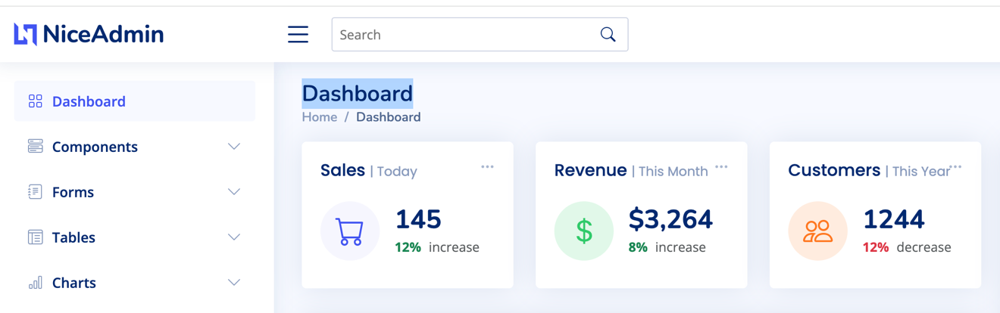 NiceAdmin
Search
Dashboard
Components
Forms
Tables
Charts
Dashboard
Home / Dashboard
Sales | Today
145
12% increase
Revenue | This Month
$3,264
8% increase
Customers | This Year
1244
12% decrease